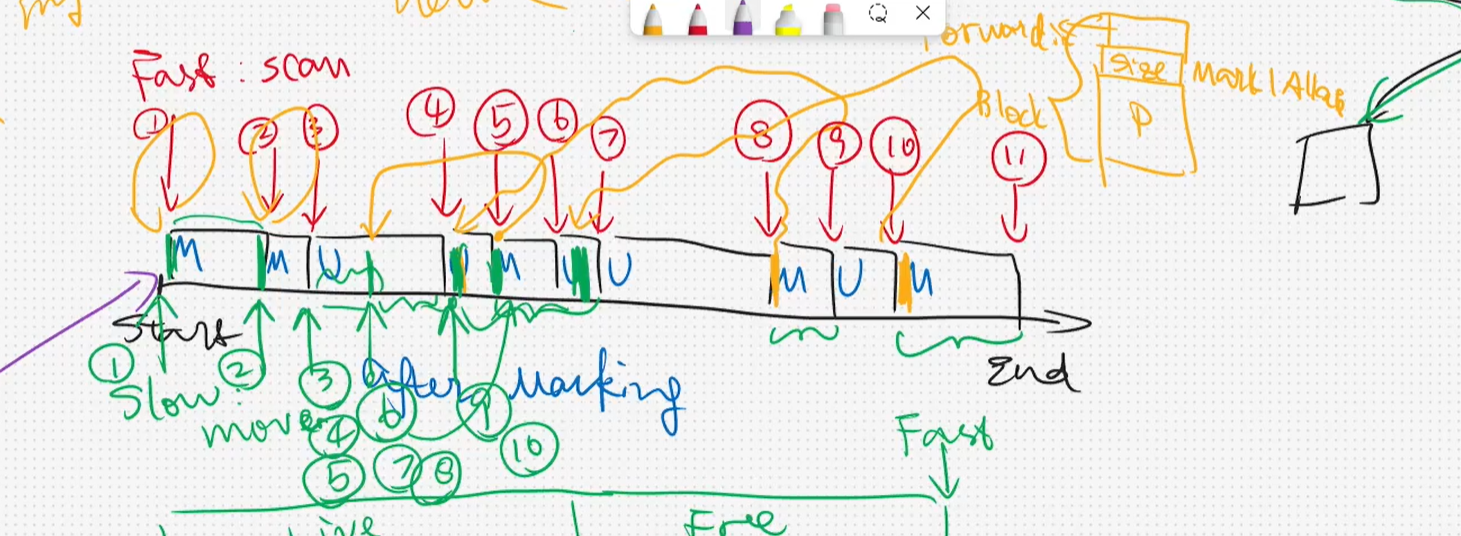 Forward:
Fast : scan
Size Mark/Alloc
Block P
① ② ③ ④ ⑤ ⑥ ⑦ ⑧ ⑨ ⑩ ⑪
M M U M U M U M
Start
End
① ② ③ After Marking
Slow:
move
④ ⑥ ⑨
⑤ ⑦ ⑧ ⑩
Fast
Live Free